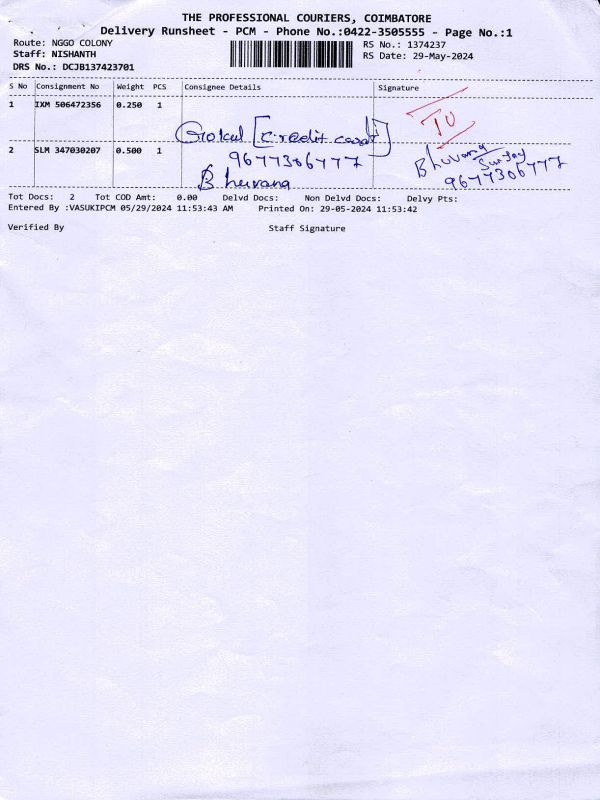 THE PROFESSIONAL COURIERS, COIMBATORE
Delivery Runsheet - PCM - Phone No.:0422-3505555 - Page No.:1
Route: NGGO COLONY
Staff: NISHANTH
DRS No.: DCJB137423701
RS No.: 1374237
RS Date: 29-May-2024
S No Consignment No Weight PCS Consignee Details Signature
1 IXM 506472356 0.250 1
Gokul [Credit card] TU
2 SLM 347030207 0.500 1
9677306777 Bhuvana
Bhuvana 9677306777
Tot Docs: 2 Tot COD Amt: 0.00 Delvd Docs: Non Delvd Docs: Delvy Pts:
Entered By :VASUKIPCM 05/29/2024 11:53:43 AM Printed On: 29-05-2024 11:53:42
Verified By Staff Signature